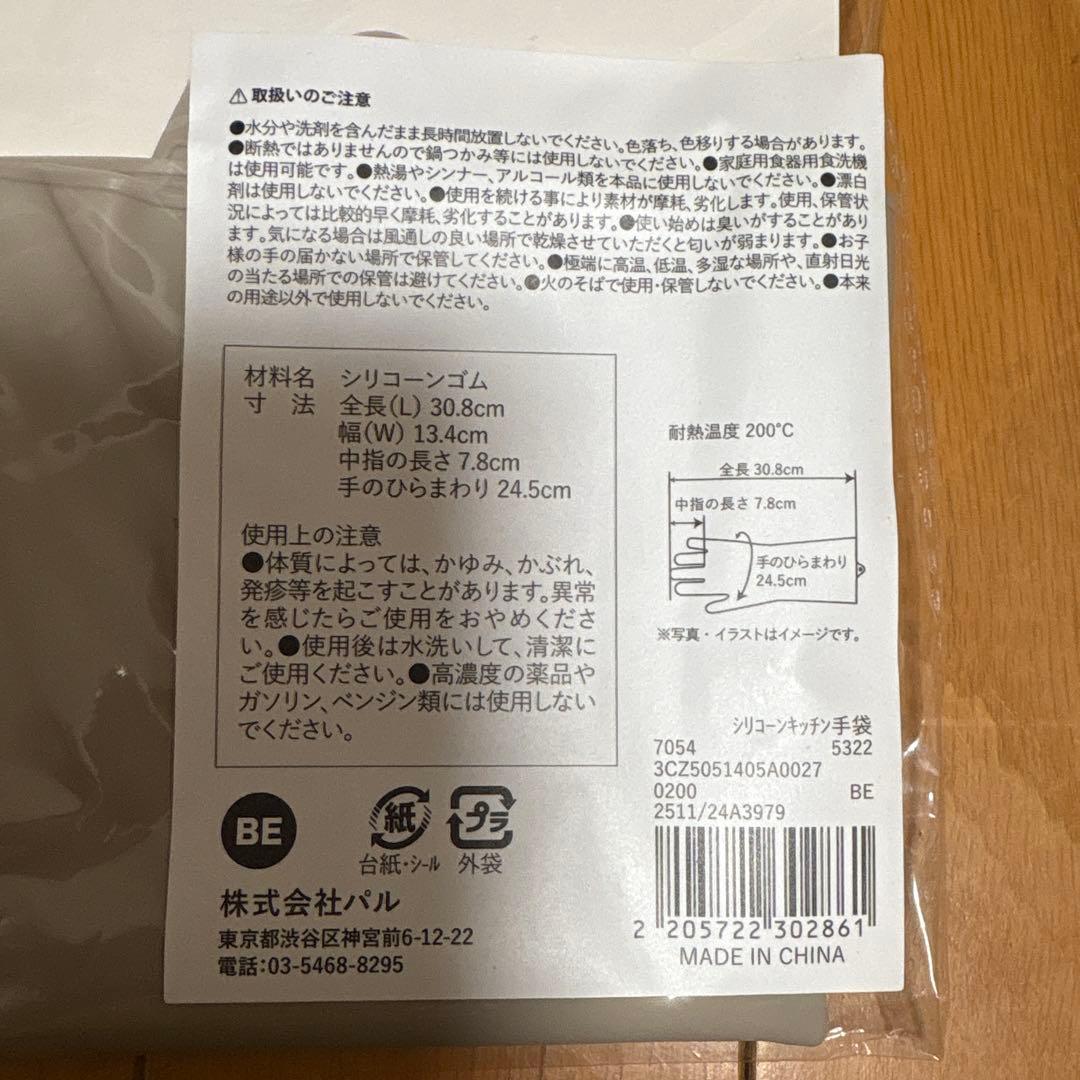 ⚠取扱いのご注意
●水分や洗剤を含んだまま長時間放置しないでください。色落ち、色移りする場合があります。
●断熱ではありませんので鍋つかみ等には使用しないでください。●家庭用食器用食洗機
は使用可能です。●熱湯やシンナー、アルコール類を本品に使用しないでください。●漂白
剤は使用しないでください。●使用を続ける事により素材が摩耗、劣化します。使用、保管状
況によっては比較的早く摩耗、劣化することがあります。●使い始めは臭いがすることがあり
ます。気になる場合は風通しの良い場所で乾燥させていただくと匂いが弱まります。●お子
様の手の届かない場所で保管してください。●極端に高温、低温、多湿な場所や、直射日光
の当たる場所での保管は避けてください。●火のそばで使用・保管しないでください。●本来
の用途以外で使用しないでください。
材料名 シリコーンゴム
寸 法 全長(L) 30.8cm
幅(W) 13.4cm
中指の長さ 7.8cm
手のひらまわり 24.5cm
使用上の注意
●体質によっては、かゆみ、かぶれ、
発疹等を起こすことがあります。異常
を感じたらご使用をおやめくださ
い。●使用後は水洗いして、清潔に
ご使用ください。●高濃度の薬品や
ガソリン、ベンジン類には使用しない
でください。
耐熱温度 200°C
全長 30.8cm
中指の長さ 7.8cm
手のひらまわり
24.5cm
※写真・イラストはイメージです。
シリコーンキッチン手袋
7054 5322
3CZ5051405A0027
0200 BE
2511/24A3979
2 205722 302861
MADE IN CHINA
BE
紙 プラ
台紙・シール 外袋
株式会社パル
東京都渋谷区神宮前6-12-22
電話:03-5468-8295